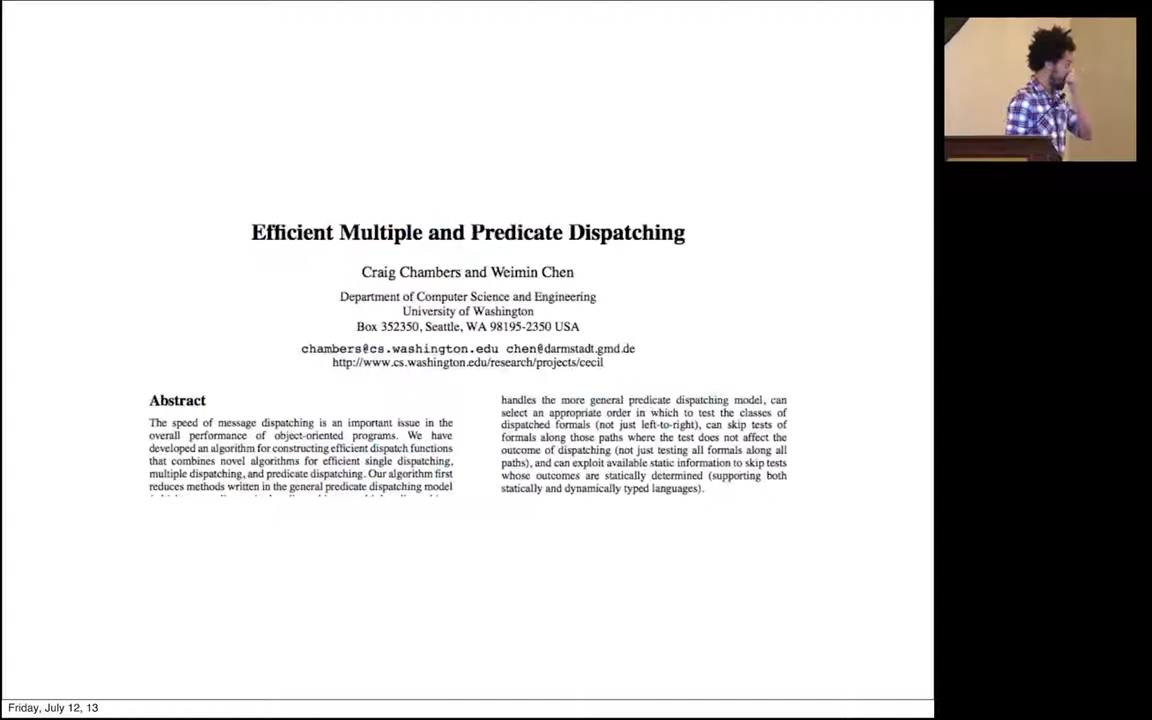 Efficient Multiple and Predicate Dispatching
Craig Chambers and Weimin Chen
Department of Computer Science and Engineering
University of Washington
Box 352350, Seattle, WA 98195-2350 USA
chambers@cs.washington.edu chen@darmstadt.gmd.de
http://www.cs.washington.edu/research/projects/cecil
Abstract
The speed of message dispatching is an important issue in the
overall performance of object-oriented programs. We have
developed an algorithm for constructing efficient dispatch functions
that combines novel algorithms for efficient single dispatching,
multiple dispatching, and predicate dispatching. Our algorithm first
reduces methods written in the general predicate dispatching model
handles the more general predicate dispatching model, can
select an appropriate order in which to test the classes of
dispatched formals (not just left-to-right), can skip tests of
formals along those paths where the test does not affect the
outcome of dispatching (not just testing all formals along all
paths), and can exploit available static information to skip tests
whose outcomes are statically determined (supporting both
statically and dynamically typed languages).
Friday, July 12, 13